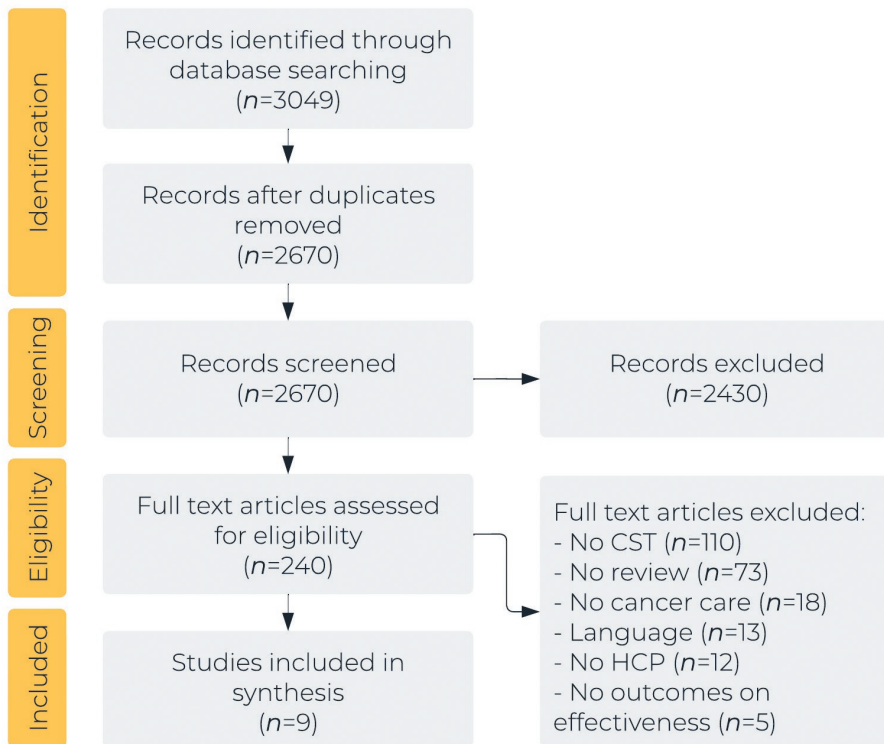 Identification
Records identified through
database searching
(n=3049)
Records after duplicates
removed
(n=2670)
Screening
Records screened
(n=2670)
Records excluded
(n=2430)
Eligibility
Full text articles assessed
for eligibility
(n=240)
Full text articles excluded:
- No CST (n=110)
- No review (n=73)
- No cancer care (n=18)
- Language (n=13)
- No HCP (n=12)
- No outcomes on
effectiveness (n=5)
Included
Studies included in
synthesis
(n=9)